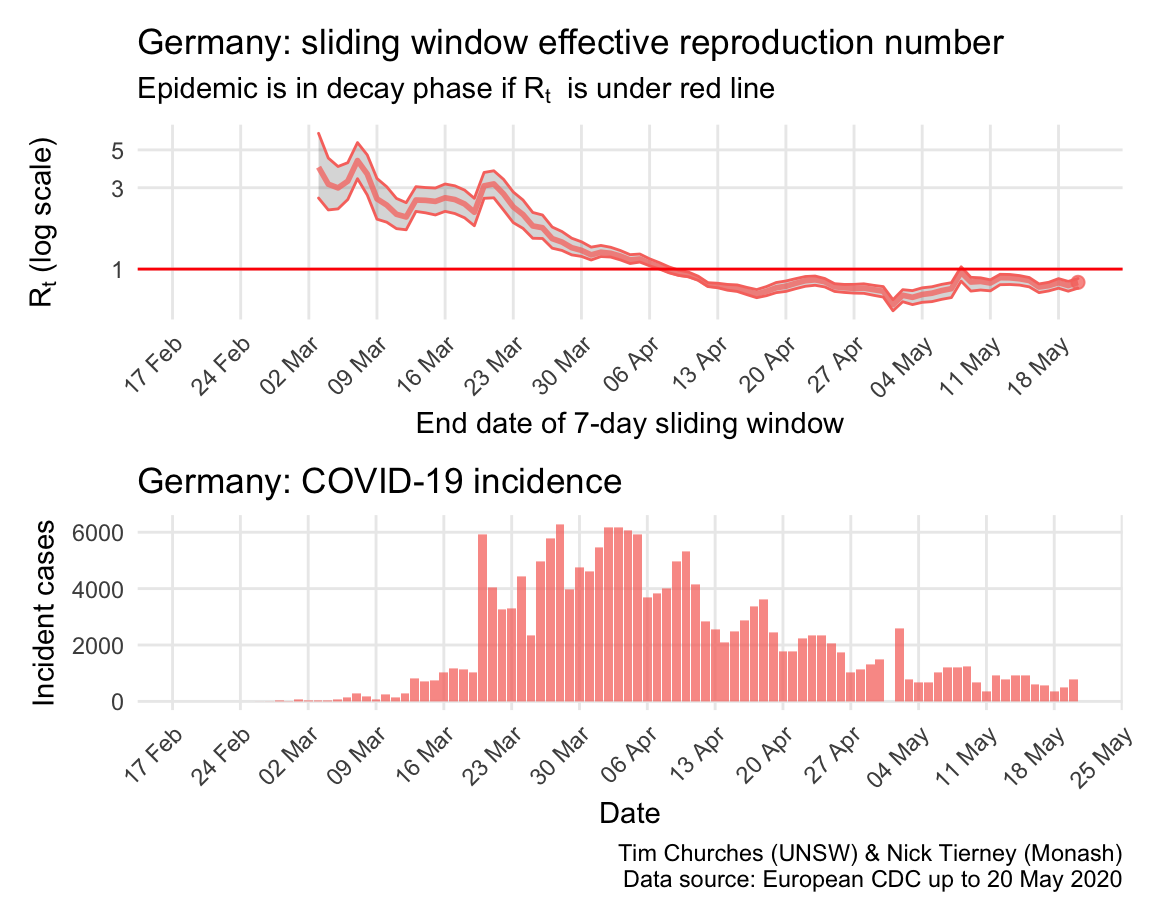 Germany: sliding window effective reproduction number
Epidemic is in decay phase if Rt is under red line
Rt (log scale)
5
3
1
17 Feb
24 Feb
02 Mar
09 Mar
16 Mar
23 Mar
30 Mar
06 Apr
13 Apr
20 Apr
27 Apr
04 May
11 May
18 May
End date of 7-day sliding window
Germany: COVID-19 incidence
Incident cases
6000
4000
2000
0
17 Feb
24 Feb
02 Mar
09 Mar
16 Mar
23 Mar
30 Mar
06 Apr
13 Apr
20 Apr
27 Apr
04 May
11 May
18 May
25 May
Date
Tim Churches (UNSW) & Nick Tierney (Monash)
Data source: European CDC up to 20 May 2020